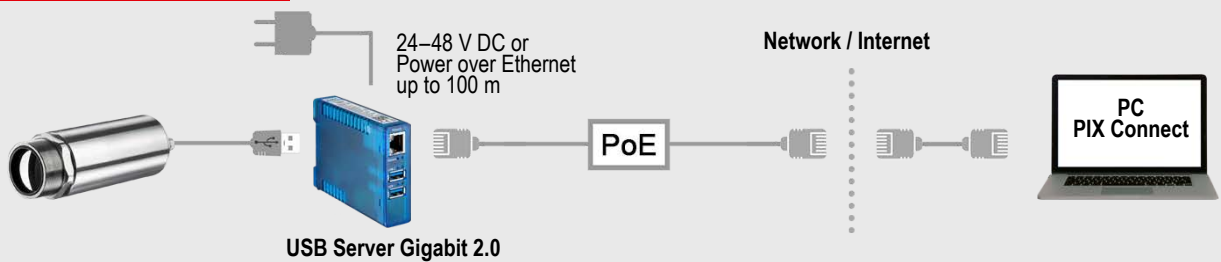 24–48 V DC or
Power over Ethernet
up to 100 m
Network / Internet
PC
PIX Connect
PoE
USB Server Gigabit 2.0